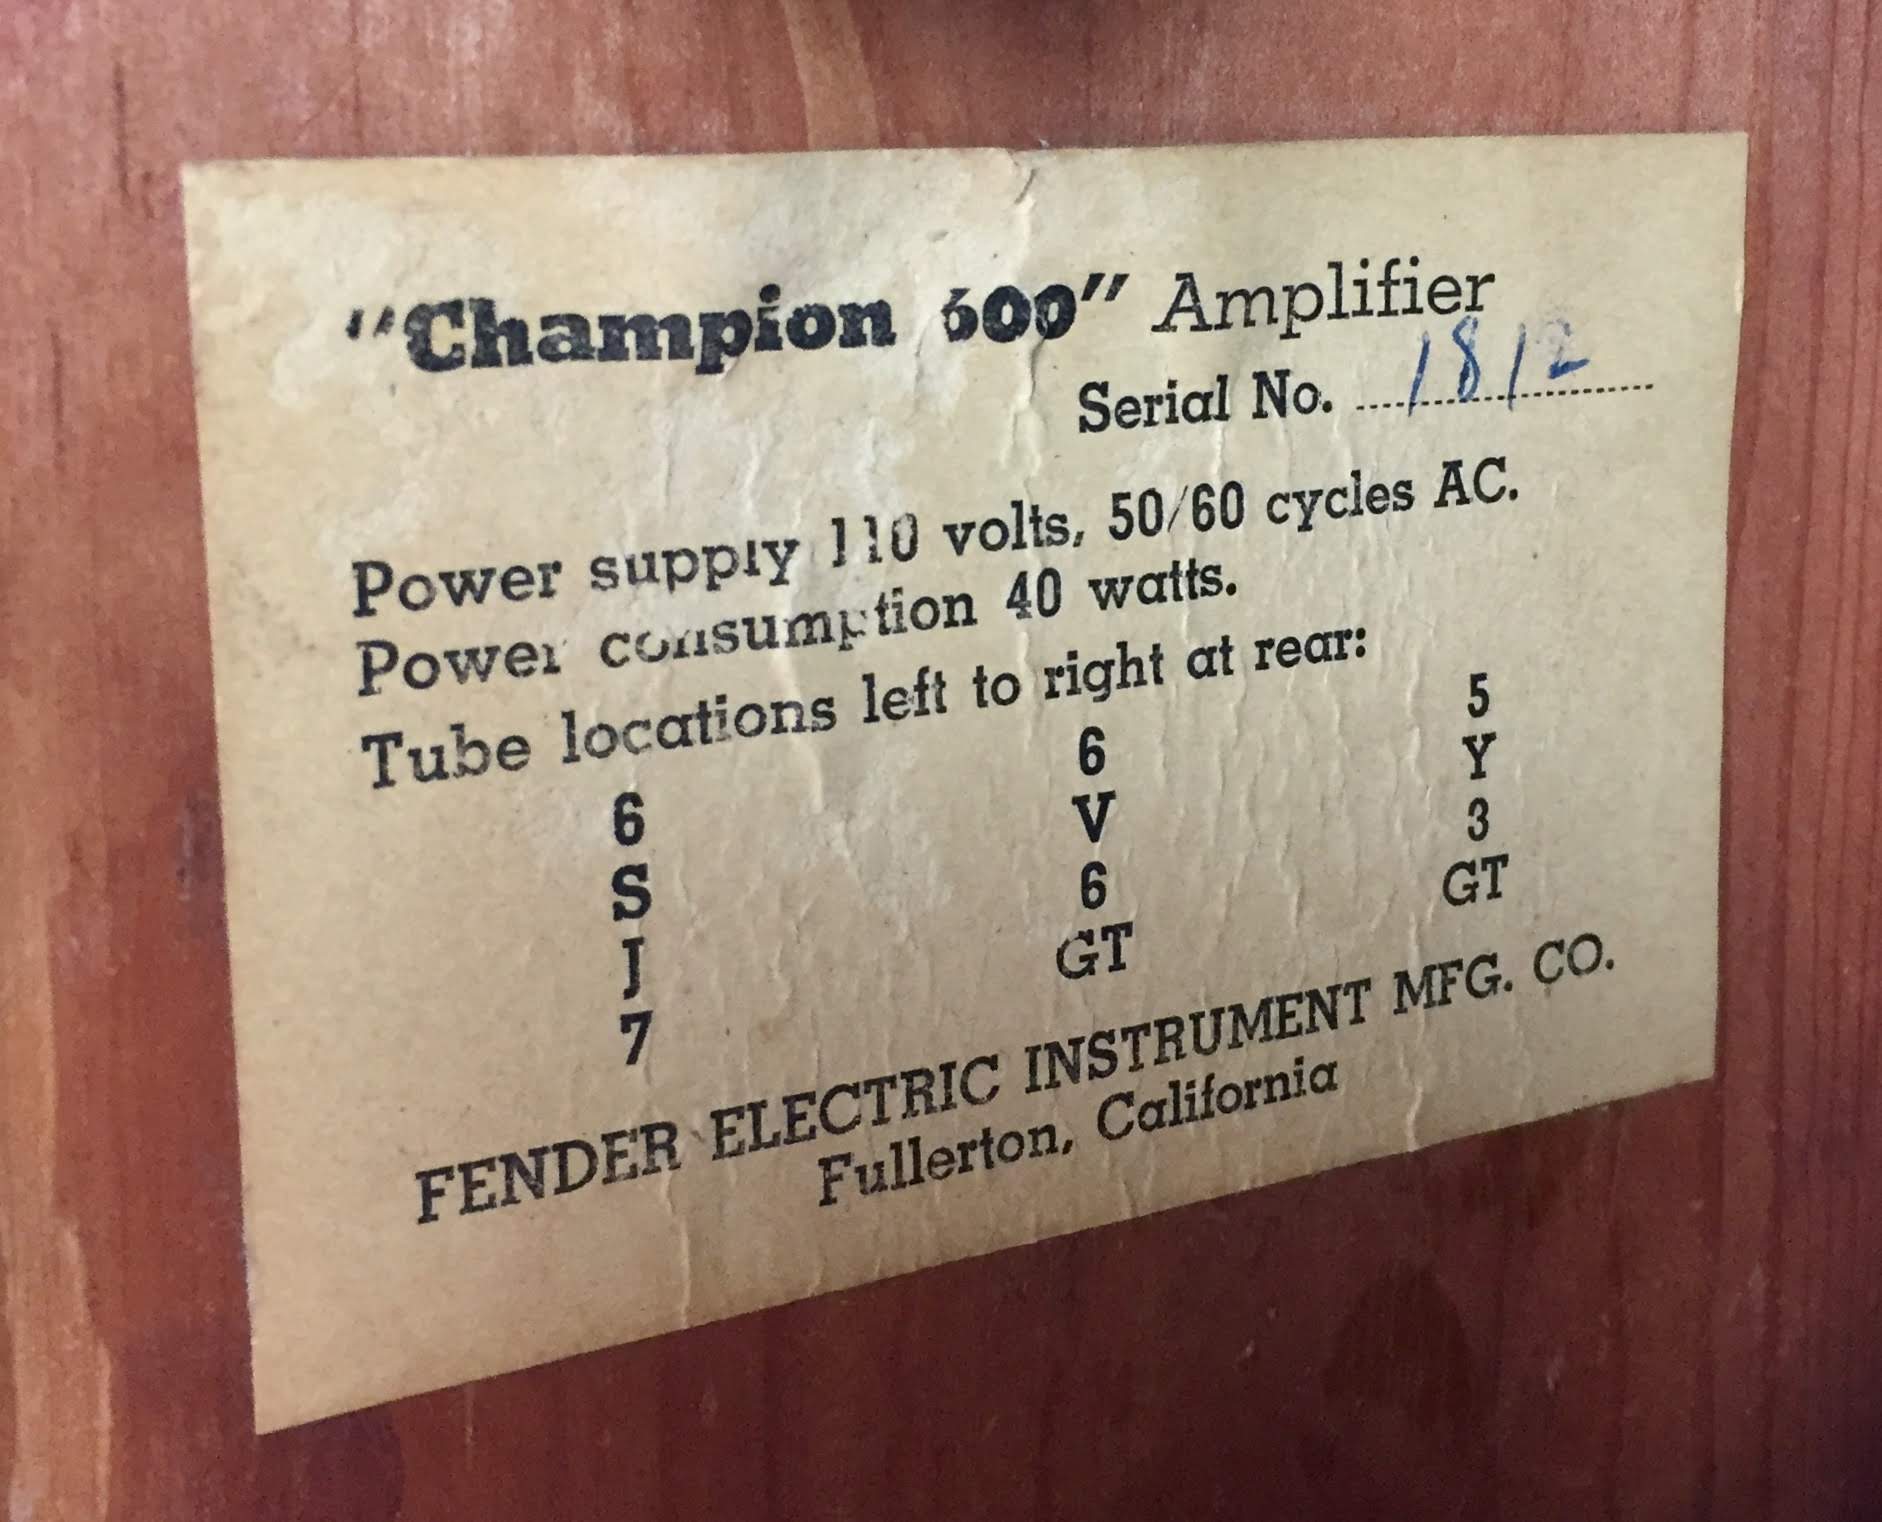 "Champion 600" Amplifier
Serial No. 1812
Power supply 110 volts, 50/60 cycles AC.
Power consumption 40 watts.
Tube locations left to right at rear:
6 6 5
S V Y
J 6 3
7 GT GT
FENDER ELECTRIC INSTRUMENT MFG. CO.
Fullerton, California